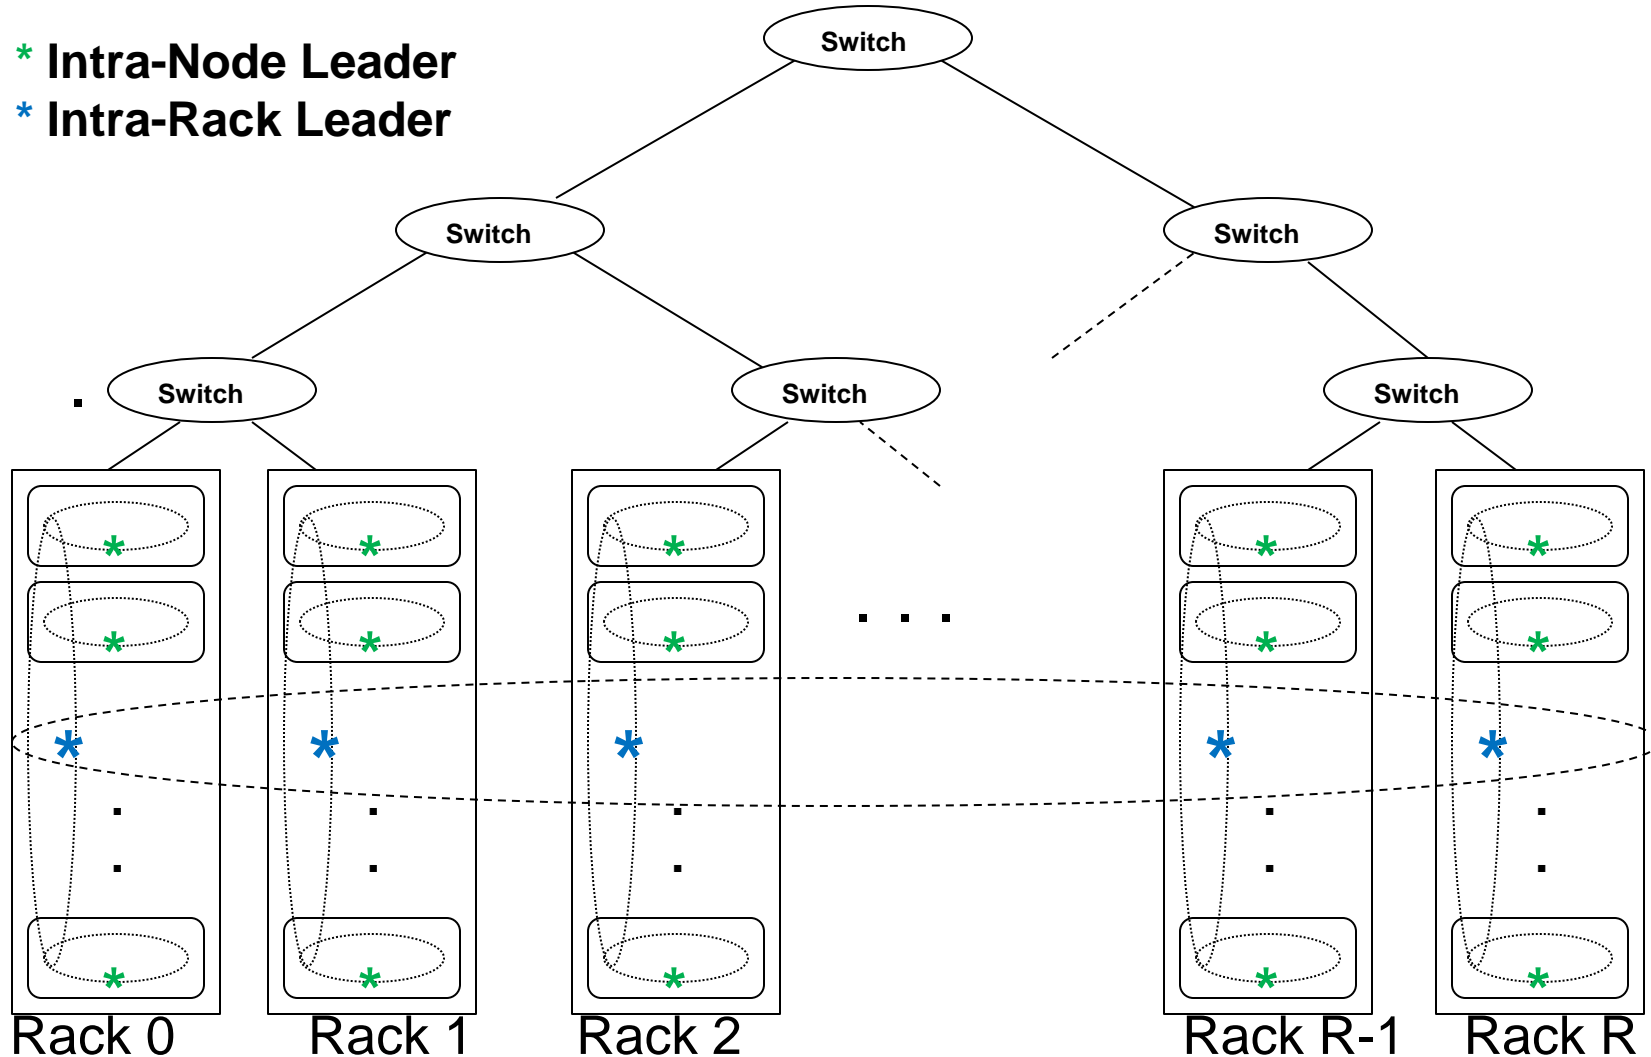 * Intra-Node Leader
* Intra-Rack Leader
Switch
Switch
Switch
Switch
Switch
Switch
* * * * *
* * * * *
. . .
* * * * *
* * * * *
Rack 0
Rack 1
Rack 2
Rack R-1
Rack R